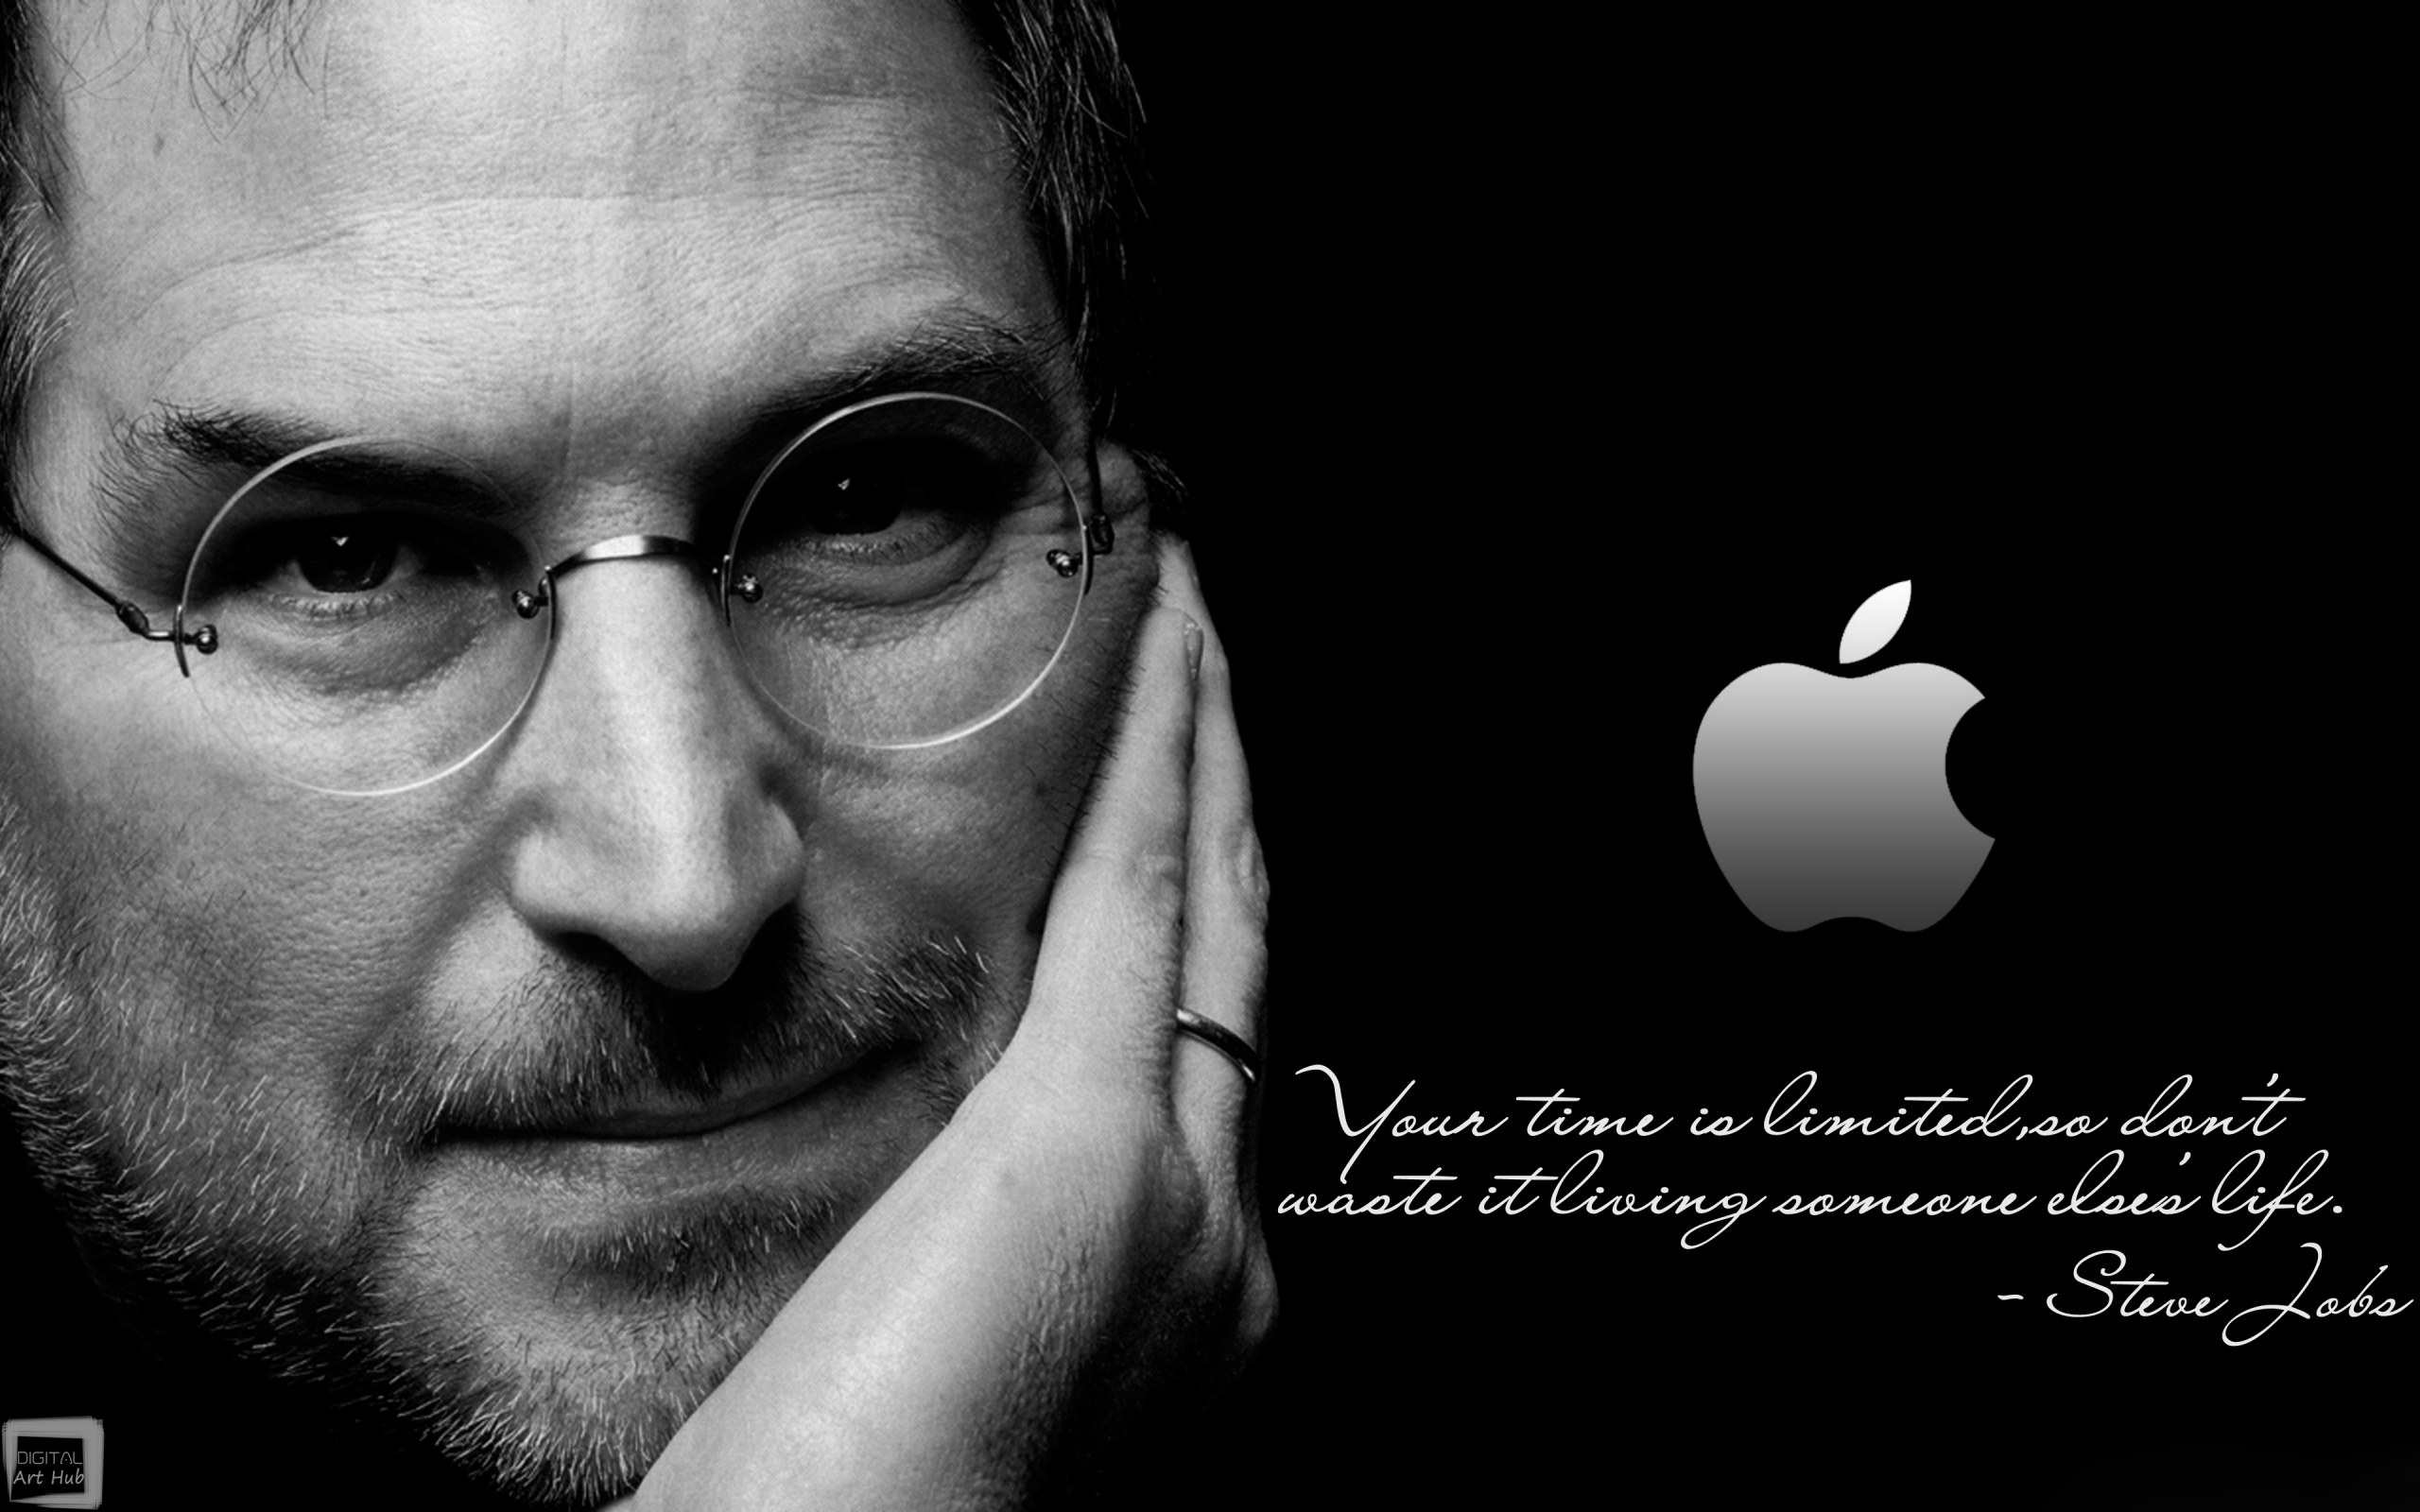 Your time is limited,so don't
waste it living someone else's life.
- Steve Jobs
DIGITAL
Art Hub